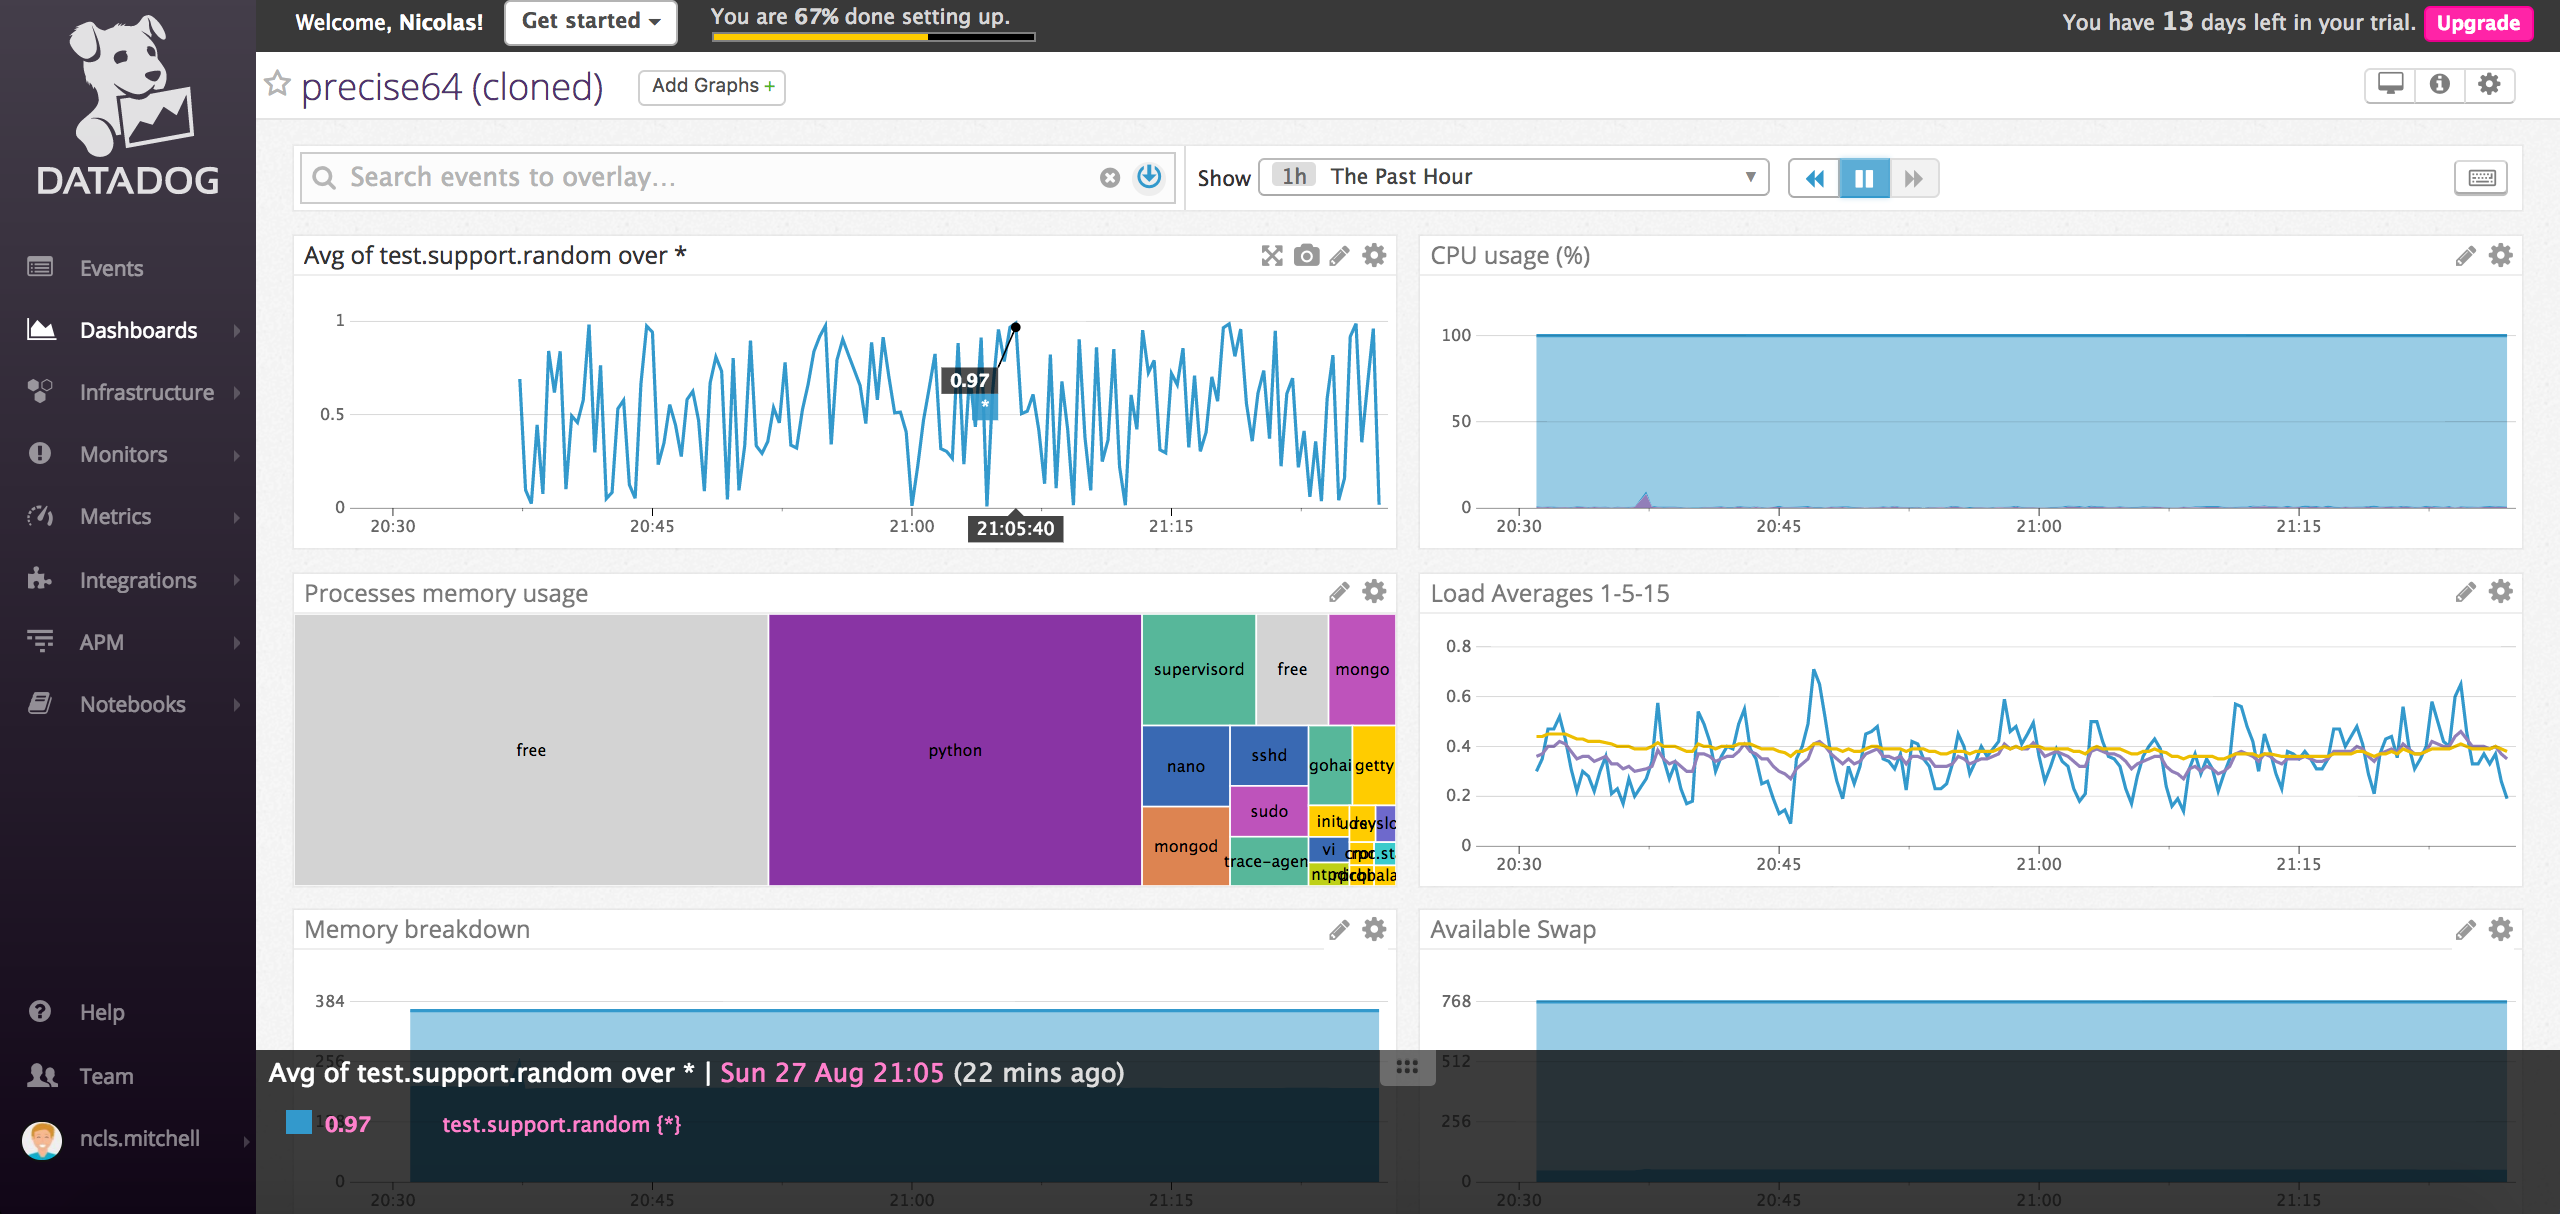 Welcome, Nicolas!
Get started
You are 67% done setting up.
You have 13 days left in your trial.
Upgrade
DATADOG
Events
Dashboards
Infrastructure
Monitors
Metrics
Integrations
APM
Notebooks
Help
Team
ncls.mitchell
precise64 (cloned)
Add Graphs +
Search events to overlay...
Show
1h The Past Hour
Avg of test.support.random over *
1
0.5
0
20:30
20:45
21:00
21:15
0.97
*
21:05:40
CPU usage (%)
100
50
0
20:30
20:45
21:00
21:15
Processes memory usage
free
python
supervisord
free
mongo
nano
sshd
gohai
getty
sudo
mongod
trace-agen
init
vi
Load Averages 1-5-15
0.8
0.6
0.4
0.2
0
20:30
20:45
21:00
21:15
Memory breakdown
384
256
0
20:30
20:45
21:00
21:15
Available Swap
768
512
256
0
20:30
20:45
21:00
21:15
Avg of test.support.random over * | Sun 27 Aug 21:05 (22 mins ago)
0.97
test.support.random {*}